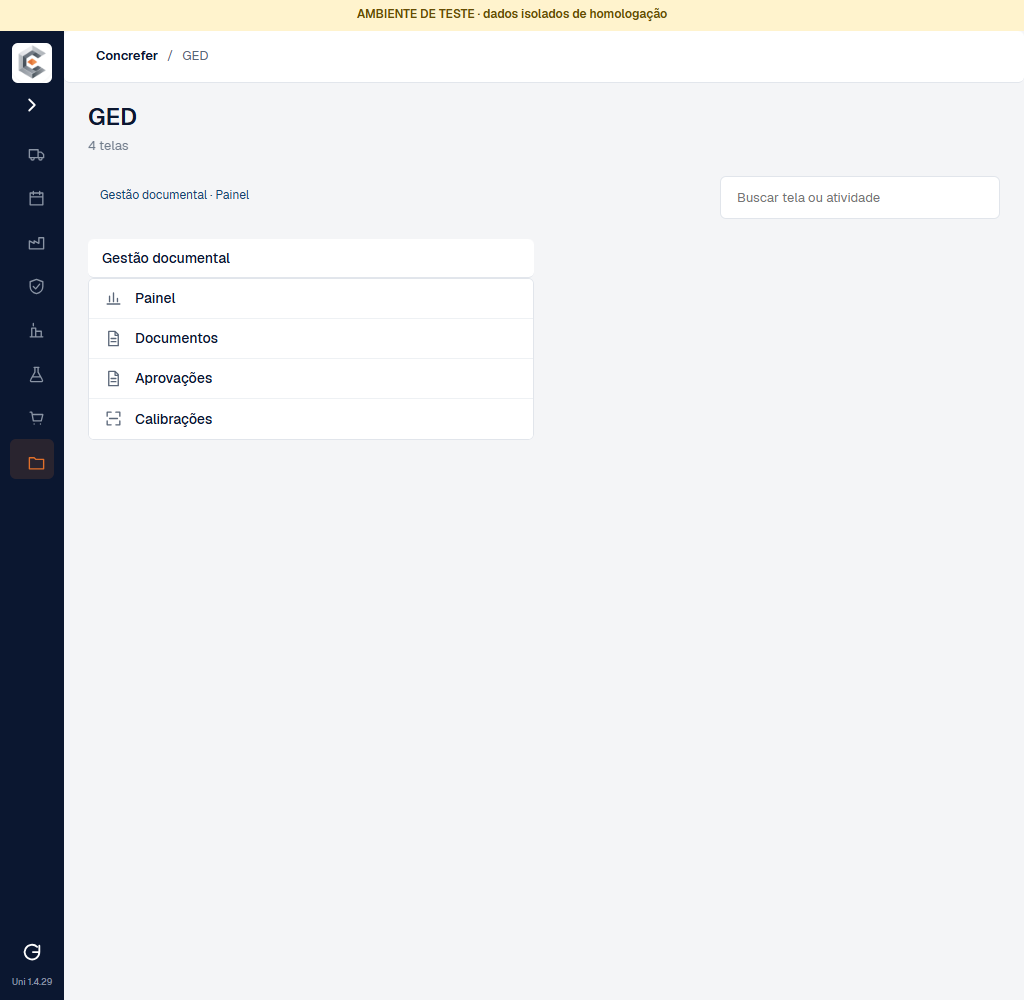 AMBIENTE DE TESTE · dados isolados de homologação
Concrefer / GED
GED
4 telas
Gestão documental · Painel
Buscar tela ou atividade
Gestão documental
Painel
Documentos
Aprovações
Calibrações
Uni 1.4.29